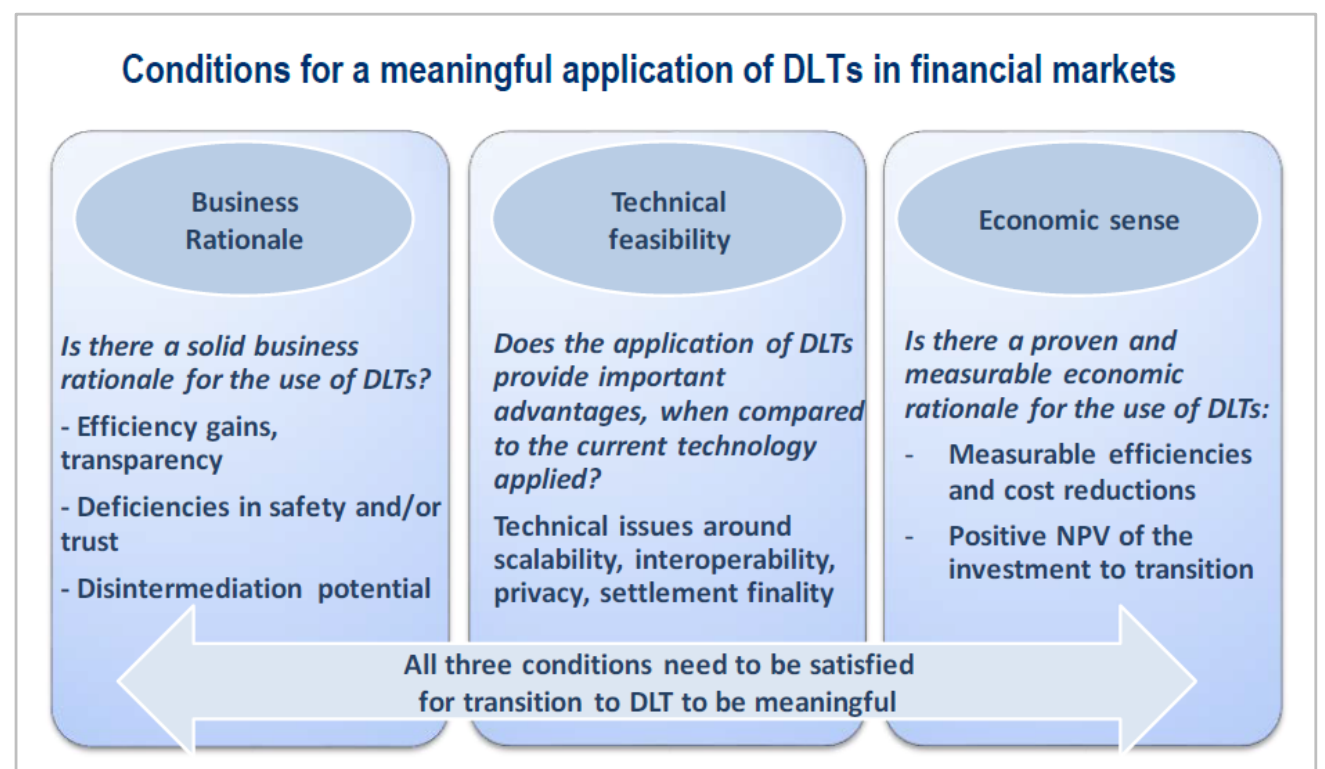 Conditions for a meaningful application of DLTs in financial markets
Business
Rationale
Is there a solid business
rationale for the use of DLTs?
- Efficiency gains,
transparency
- Deficiencies in safety and/or
trust
- Disintermediation potential
Technical
feasibility
Does the application of DLTs
provide important
advantages, when compared
to the current technology
applied?
Technical issues around
scalability, interoperability,
privacy, settlement finality
Economic sense
Is there a proven and
measurable economic
rationale for the use of DLTs:
- Measurable efficiencies
and cost reductions
- Positive NPV of the
investment to transition
All three conditions need to be satisfied
for transition to DLT to be meaningful